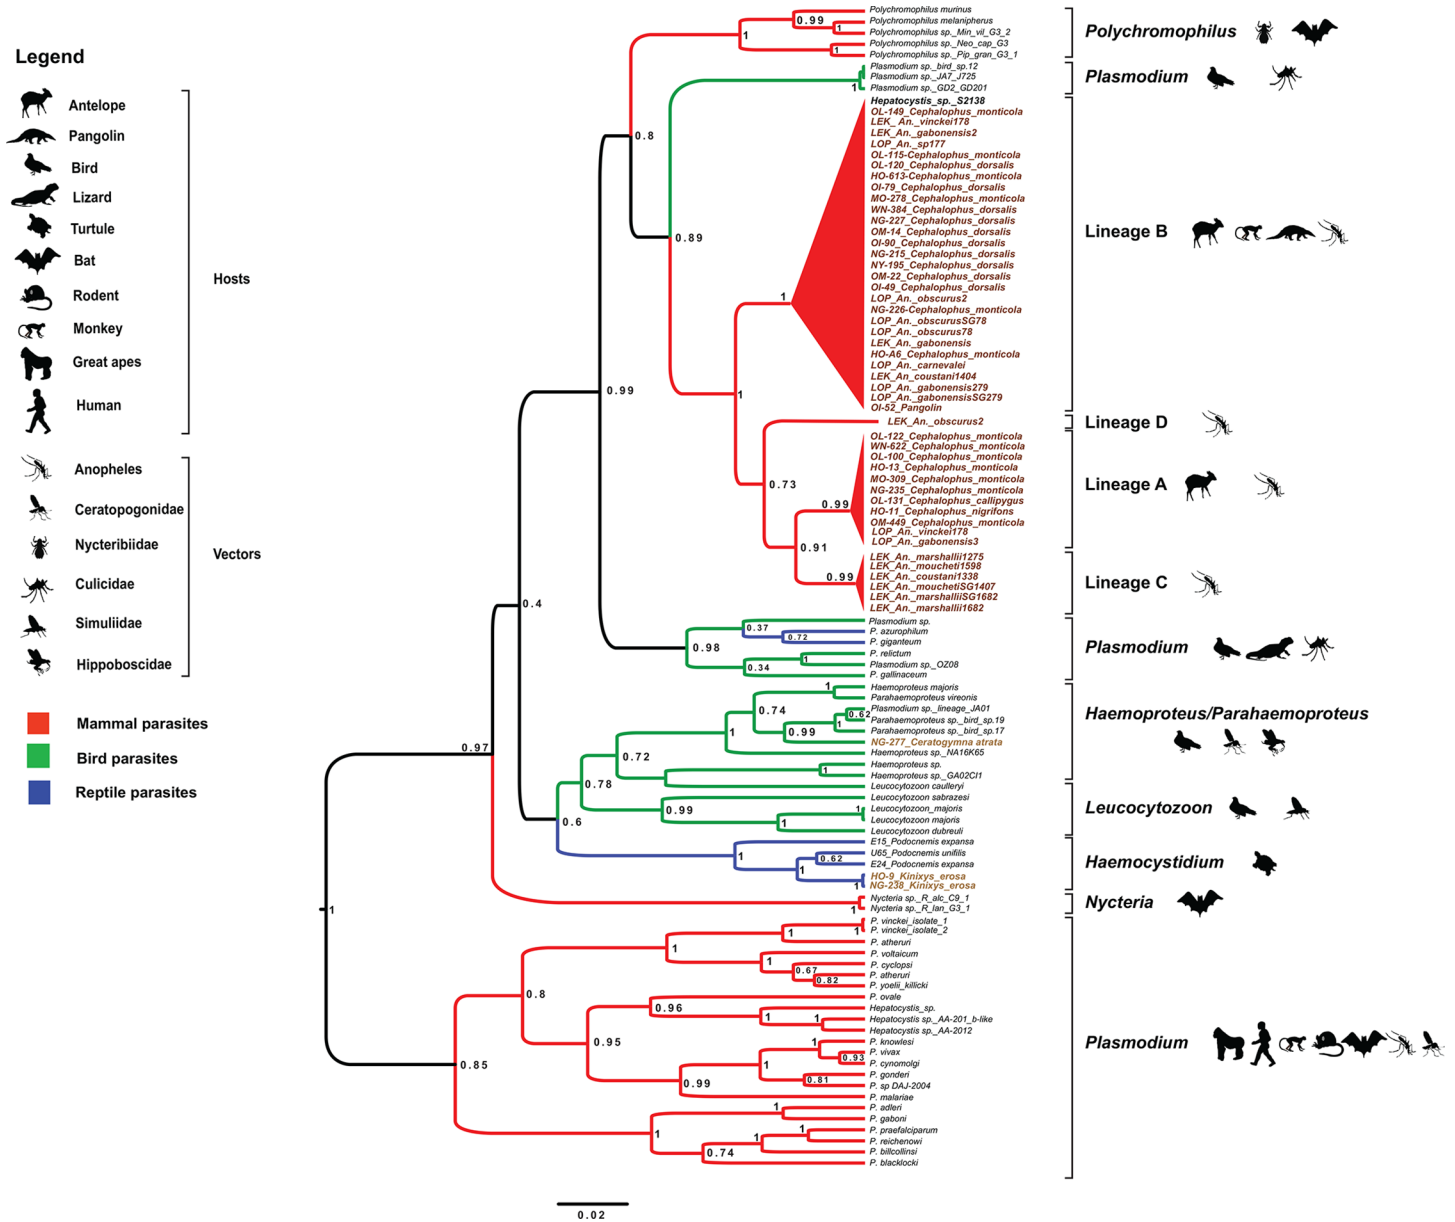 Legend
Antelope
Pangolin
Bird
Lizard
Turtule
Bat
Rodent
Monkey
Great apes
Human
Hosts
Anopheles
Ceratopogonidae
Nycteribiidae
Culicidae
Simuliidae
Hippoboscidae
Vectors
Mammal parasites
Bird parasites
Reptile parasites
1
0.97
0.4
0.99
0.8
1
0.99
1
1
0.89
1
1
1
0.73
0.99
0.91
0.99
0.98
0.37
0.72
1
0.34
0.6
0.78
0.72
1
0.74
1
0.62
1
0.99
1
0.99
1
1
1
0.62
1
1
1
0.85
0.8
1
1
1
1
0.67
0.82
0.95
0.96
1
1
0.99
1
1
0.93
0.81
1
1
1
1
0.74
0.02
Polychromophilus murinus
Polychromophilus melanipherus
Polychromophilus sp._Min_vil_G3_2
Polychromophilus sp._Neo_cap_G3
Polychromophilus sp._Pip_gran_G3_1
Plasmodium sp._bird_sp.12
Plasmodium sp._JA7_J725
Plasmodium sp._GD2_GD201
Hepatocystis_sp._S2138
OL-149_Cephalophus_monticola
LEK_An._vinckei178
LEK_An._gabonensis2
LOP_An._sp177
OL-115-Cephalophus_monticola
OL-120_Cephalophus_dorsalis
HO-613-Cephalophus_monticola
OI-79_Cephalophus_dorsalis
MO-278_Cephalophus_monticola
WN-384_Cephalophus_dorsalis
NG-227_Cephalophus_dorsalis
OM-14_Cephalophus_dorsalis
OI-90_Cephalophus_dorsalis
NG-215_Cephalophus_dorsalis
NY-195_Cephalophus_dorsalis
OM-22_Cephalophus_dorsalis
OI-49_Cephalophus_dorsalis
LOP_An._obscurus2
NG-226-Cephalophus_monticola
LOP_An._obscurusSG78
LOP_An._obscurus78
LEK_An._gabonensis
HO-A6_Cephalophus_monticola
LOP_An._carnevalei
LEK_An_coustani1404
LOP_An._gabonensis279
LOP_An._gabonensisSG279
OI-52_Pangolin
LEK_An._obscurus2
OL-122_Cephalophus_monticola
WN-622_Cephalophus_monticola
OL-100_Cephalophus_monticola
HO-13_Cephalophus_monticola
MO-309_Cephalophus_monticola
NG-235_Cephalophus_monticola
OL-131_Cephalophus_callipygus
HO-11_Cephalophus_nigrifons
OM-449_Cephalophus_monticola
LOP_An._vinckei178
LOP_An._gabonensis3
LEK_An._marshallii1275
LEK_An._moucheti1598
LEK_An._coustani1338
LEK_An._mouchetiSG1407
LEK_An._marshalliiSG1682
LEK_An._marshallii1682
Plasmodium sp.
P. azurophilum
P. giganteum
P. relictum
Plasmodium sp._OZ08
P. gallinaceum
Haemoproteus majoris
Parahaemoproteus vireonis
Plasmodium sp._lineage_JA01
Parahaemoproteus sp._bird_sp.19
Parahaemoproteus sp._bird_sp.17
NG-277_Ceratogymna atrata
Haemoproteus sp._NA16K65
Haemoproteus sp.
Haemoproteus sp._GA02CI1
Leucocytozoon caulleryi
Leucocytozoon sabrazesi
Leucocytozoon_majoris
Leucocytozoon majoris
Leucocytozoon dubreuli
E15_Podocnemis expansa
U65_Podocnemis unifilis
E24_Podocnemis expansa
HO-9_Kinixys_erosa
NG-238_Kinixys_erosa
Nycteria sp._R_alc_C9_1
Nycteria sp._R_lan_G3_1
P. vinckei_isolate_1
P. vinckei_isolate_2
P. atheruri
P. voltaicum
P. cyclopsi
P. atheruri
P. yoelii_killicki
P. ovale
Hepatocystis_sp.
Hepatocystis sp._AA-201_b-like
Hepatocystis sp._AA-2012
P. knowlesi
P. vivax
P. cynomolgi
P. gonderi
P. sp DAJ-2004
P. malariae
P. adleri
P. gaboni
P. praefalciparum
P. reichenowi
P. billcollinsi
P. blacklocki
Polychromophilus
Plasmodium
Lineage B
Lineage D
Lineage A
Lineage C
Plasmodium
Haemoproteus/Parahaemoproteus
Leucocytozoon
Haemocystidium
Nycteria
Plasmodium